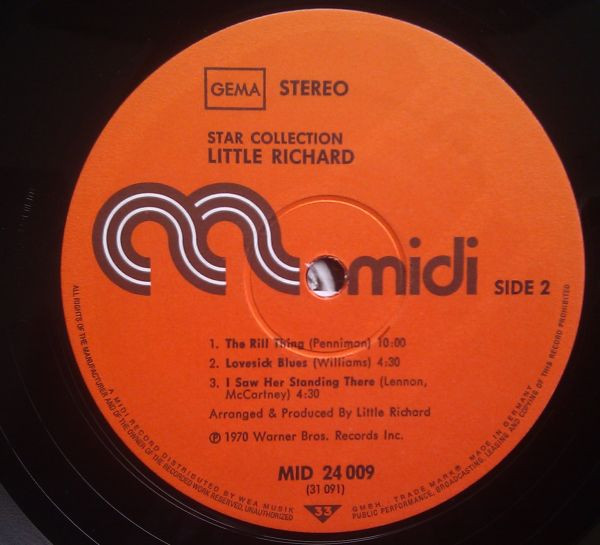 GEMA STEREO
STAR COLLECTION
LITTLE RICHARD
midi SIDE 2
1. The Rill Thing (Penniman) 10:00
2. Lovesick Blues (Williams) 4:30
3. I Saw Her Standing There (Lennon,
McCartney) 4:30
Arranged & Produced By Little Richard
℗ 1970 Warner Bros. Records Inc.
MID 24 009
(31 091)
33
A MIDI RECORD DISTRIBUTED BY WEA MUSIK GMBH. TRADE MARK® MADE IN GERMANY
ALL RIGHTS OF THE MANUFACTURER AND OF THE OWNER OF THE RECORDED WORK RESERVED, UNAUTHORIZED PUBLIC PERFORMANCE, BROADCASTING, LEASING AND COPYING OF THIS RECORD PROHIBITED